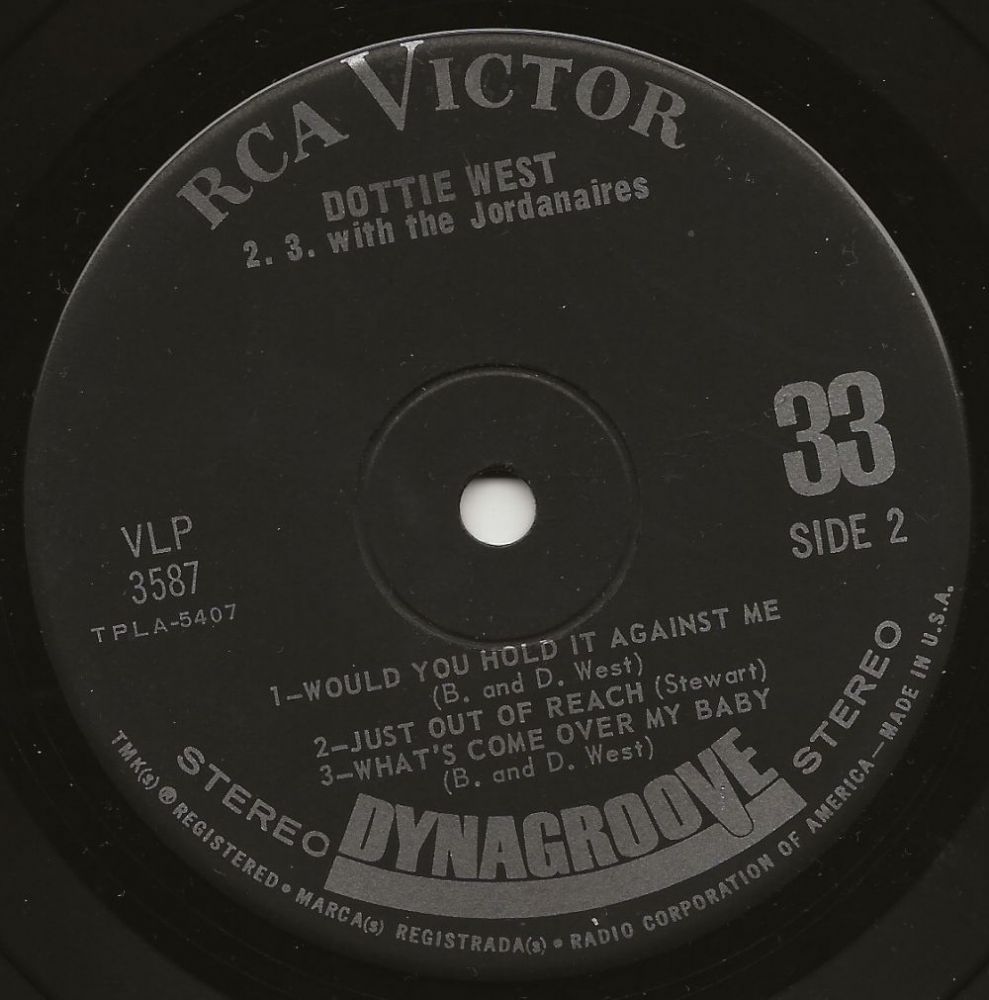 RCA VICTOR
DOTTIE WEST
2. 3. with the Jordanaires
33
SIDE 2
VLP
3587
TPLA-5407
1—WOULD YOU HOLD IT AGAINST ME
(B. and D. West)
2—JUST OUT OF REACH (Stewart)
3—WHAT'S COME OVER MY BABY
(B. and D. West)
STEREO
DYNAGROOVE
STEREO
TMK(s) ® REGISTERED • MARCA(s) REGISTRADA(s) • RADIO CORPORATION OF AMERICA—MADE IN U.S.A.